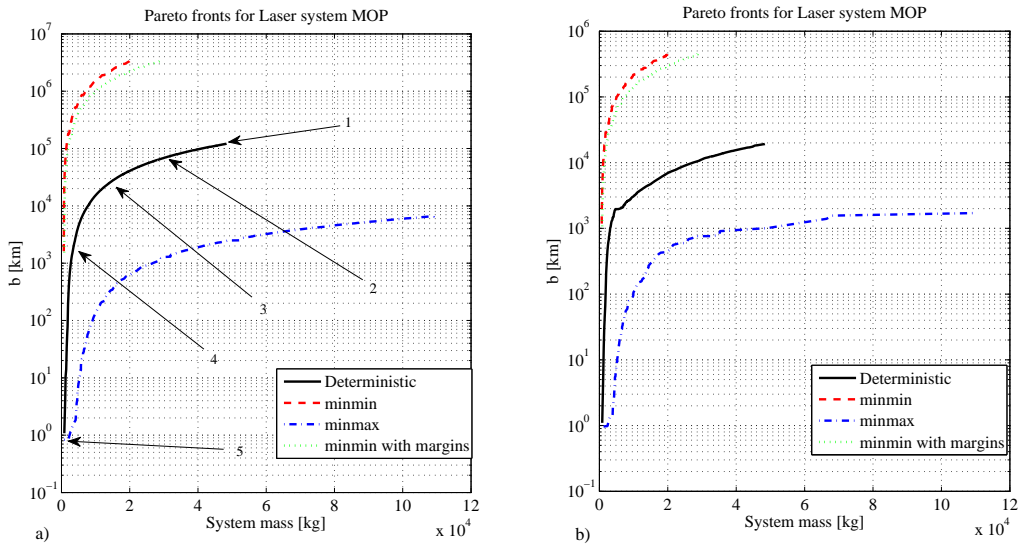 Pareto fronts for Laser system MOP
10^7
10^6
10^5
10^4
10^3
10^2
10^1
10^0
10^-1
b [km]
1
2
3
4
5
Deterministic
minmin
minmax
minmin with margins
0 2 4 6 8 10 12
System mass [kg]
x 10^4
a)
Pareto fronts for Laser system MOP
10^6
10^5
10^4
10^3
10^2
10^1
10^0
10^-1
b [km]
Deterministic
minmin
minmax
minmin with margins
0 2 4 6 8 10 12
System mass [kg]
x 10^4
b)